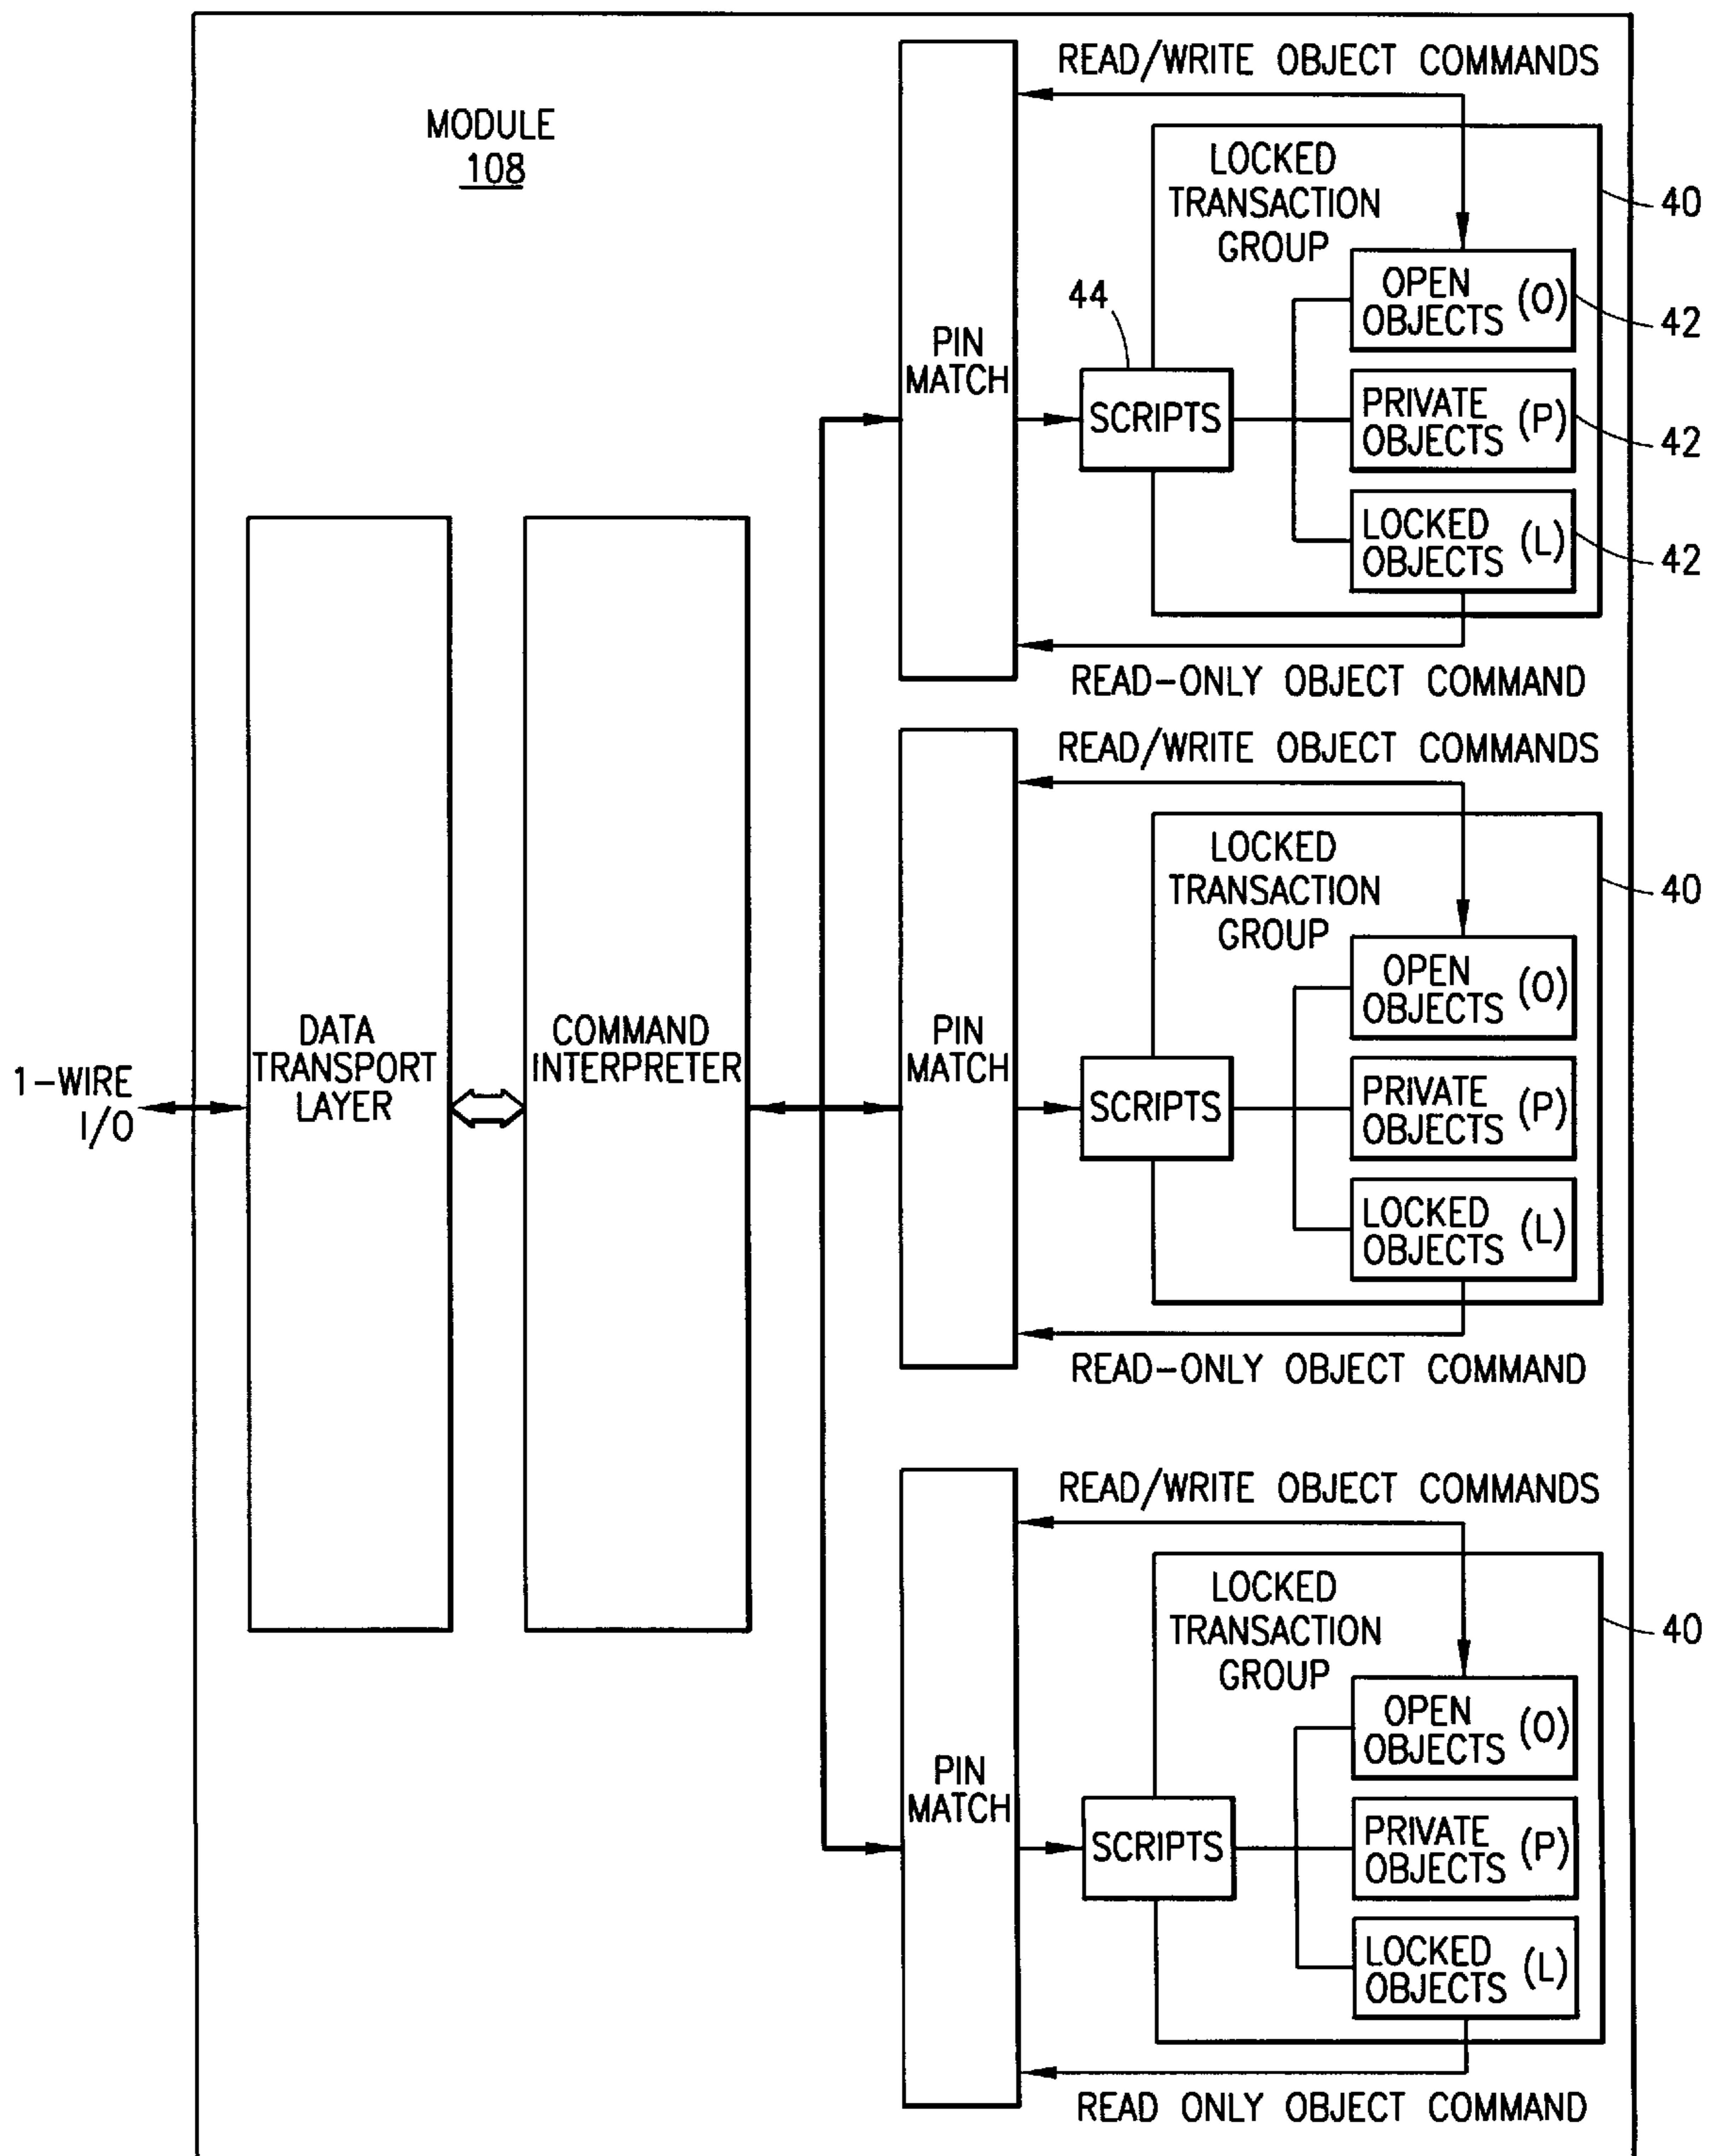 MODULE
108
1-WIRE
I/O
DATA
TRANSPORT
LAYER
COMMAND
INTERPRETER
PIN
MATCH
READ/WRITE OBJECT COMMANDS
LOCKED
TRANSACTION
GROUP
40
44
SCRIPTS
OPEN
OBJECTS (O)
42
PRIVATE
OBJECTS (P)
42
LOCKED
OBJECTS (L)
42
READ-ONLY OBJECT COMMAND
PIN
MATCH
READ/WRITE OBJECT COMMANDS
LOCKED
TRANSACTION
GROUP
40
SCRIPTS
OPEN
OBJECTS (O)
PRIVATE
OBJECTS (P)
LOCKED
OBJECTS (L)
READ-ONLY OBJECT COMMAND
PIN
MATCH
READ/WRITE OBJECT COMMANDS
LOCKED
TRANSACTION
GROUP
40
SCRIPTS
OPEN
OBJECTS (O)
PRIVATE
OBJECTS (P)
LOCKED
OBJECTS (L)
READ ONLY OBJECT COMMAND